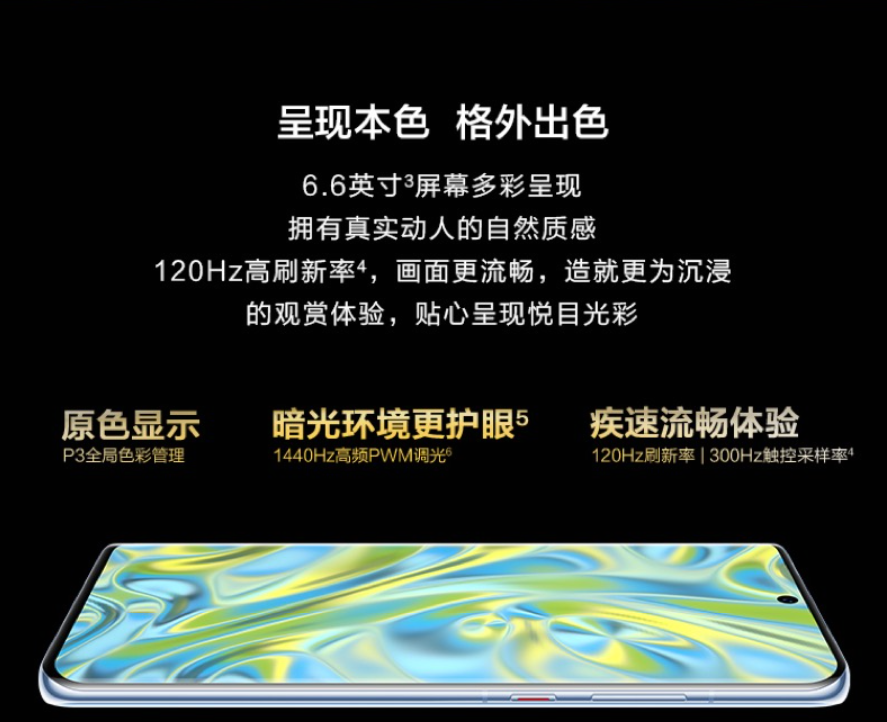 呈现本色 格外出色
6.6英寸³屏幕多彩呈现
拥有真实动人的自然质感
120Hz高刷新率⁴，画面更流畅，造就更为沉浸
的观赏体验，贴心呈现悦目光彩
原色显示
P3全局色彩管理
暗光环境更护眼⁵
1440Hz高频PWM调光⁶
疾速流畅体验
120Hz刷新率 | 300Hz触控采样率⁴